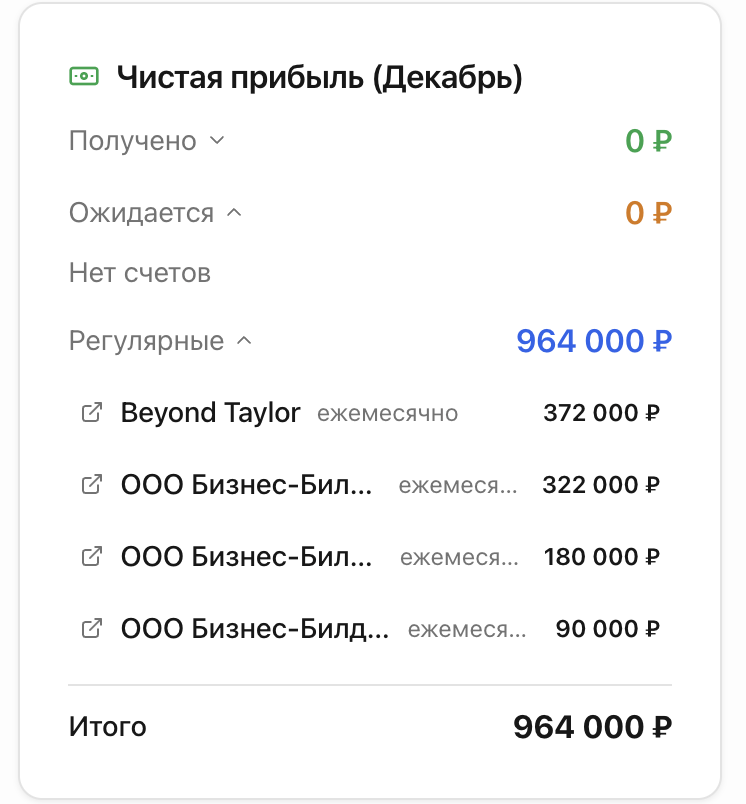 Чистая прибыль (Декабрь)
Получено 0 ₽
Ожидается 0 ₽
Нет счетов
Регулярные 964 000 ₽
Beyond Taylor ежемесячно 372 000 ₽
ООО Бизнес-Бил... ежемеся... 322 000 ₽
ООО Бизнес-Бил... ежемеся... 180 000 ₽
ООО Бизнес-Билд... ежемеся... 90 000 ₽
Итого 964 000 ₽